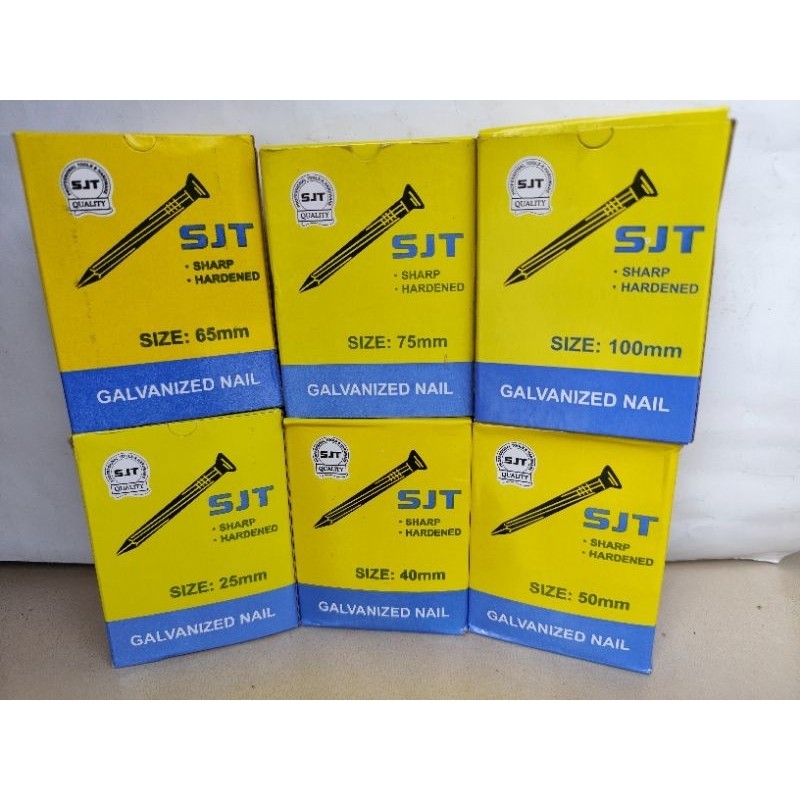 SJT
QUALITY
SJT
· SHARP
· HARDENED
SIZE: 65mm
GALVANIZED NAIL
SJT
QUALITY
SJT
· SHARP
· HARDENED
SIZE: 75mm
GALVANIZED NAIL
SJT
QUALITY
SJT
· SHARP
· HARDENED
SIZE: 100mm
GALVANIZED NAIL
SJT
QUALITY
SJT
· SHARP
· HARDENED
SIZE: 25mm
GALVANIZED NAIL
SJT
QUALITY
SJT
· SHARP
· HARDENED
SIZE: 40mm
GALVANIZED NAIL
SJT
QUALITY
SJT
· SHARP
· HARDENED
SIZE: 50mm
GALVANIZED NAIL